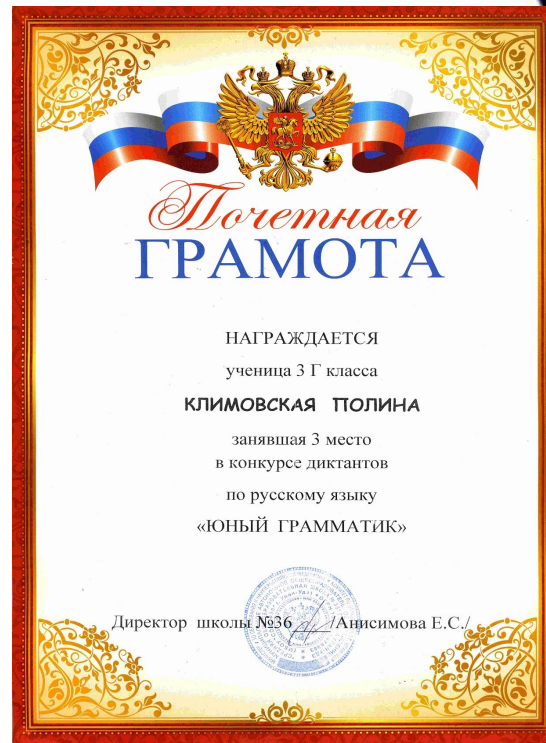 Почетная
ГРАМОТА
НАГРАЖДАЕТСЯ
ученица 3 Г класса
КЛИМОВСКАЯ ПОЛИНА
занявшая 3 место
в конкурсе диктантов
по русскому языку
«ЮНЫЙ ГРАММАТИК»
Директор школы №36 /Анисимова Е.С./